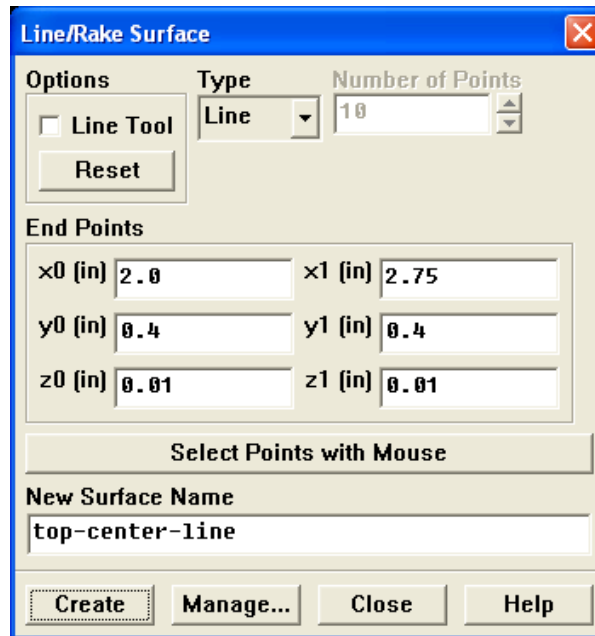 Line/Rake Surface
Options
Type
Number of Points
Line Tool
Line
10
Reset
End Points
x0 (in) 2.0
x1 (in) 2.75
y0 (in) 0.4
y1 (in) 0.4
z0 (in) 0.01
z1 (in) 0.01
Select Points with Mouse
New Surface Name
top-center-line
Create
Manage...
Close
Help